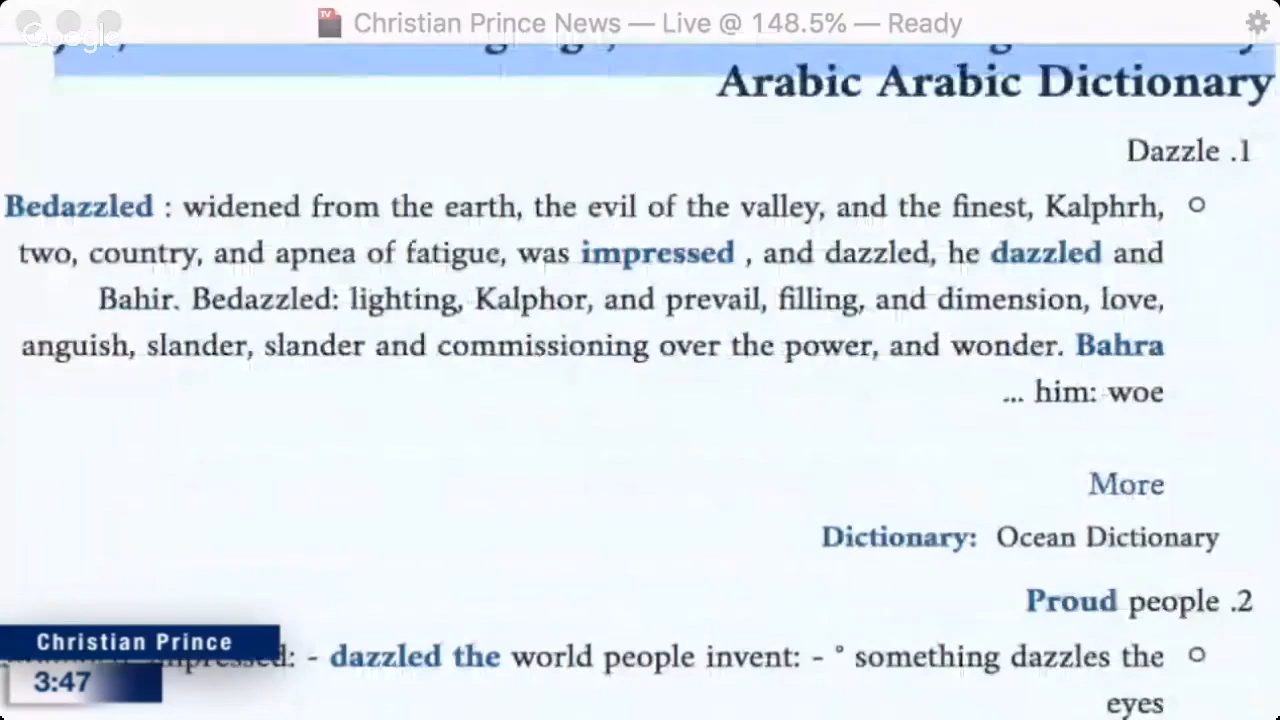 Christian Prince News — Live @ 148.5% — Ready
Google
Arabic Arabic Dictionary
Dazzle .1
Bedazzled : widened from the earth, the evil of the valley, and the finest, Kalphrh,
two, country, and apnea of fatigue, was impressed , and dazzled, he dazzled and
Bahir. Bedazzled: lighting, Kalphor, and prevail, filling, and dimension, love,
anguish, slander, slander and commissioning over the power, and wonder. Bahra
... him: woe
More
Dictionary: Ocean Dictionary
Proud people .2
- dazzled the world people invent: - ° something dazzles the
eyes
Christian Prince
3:47